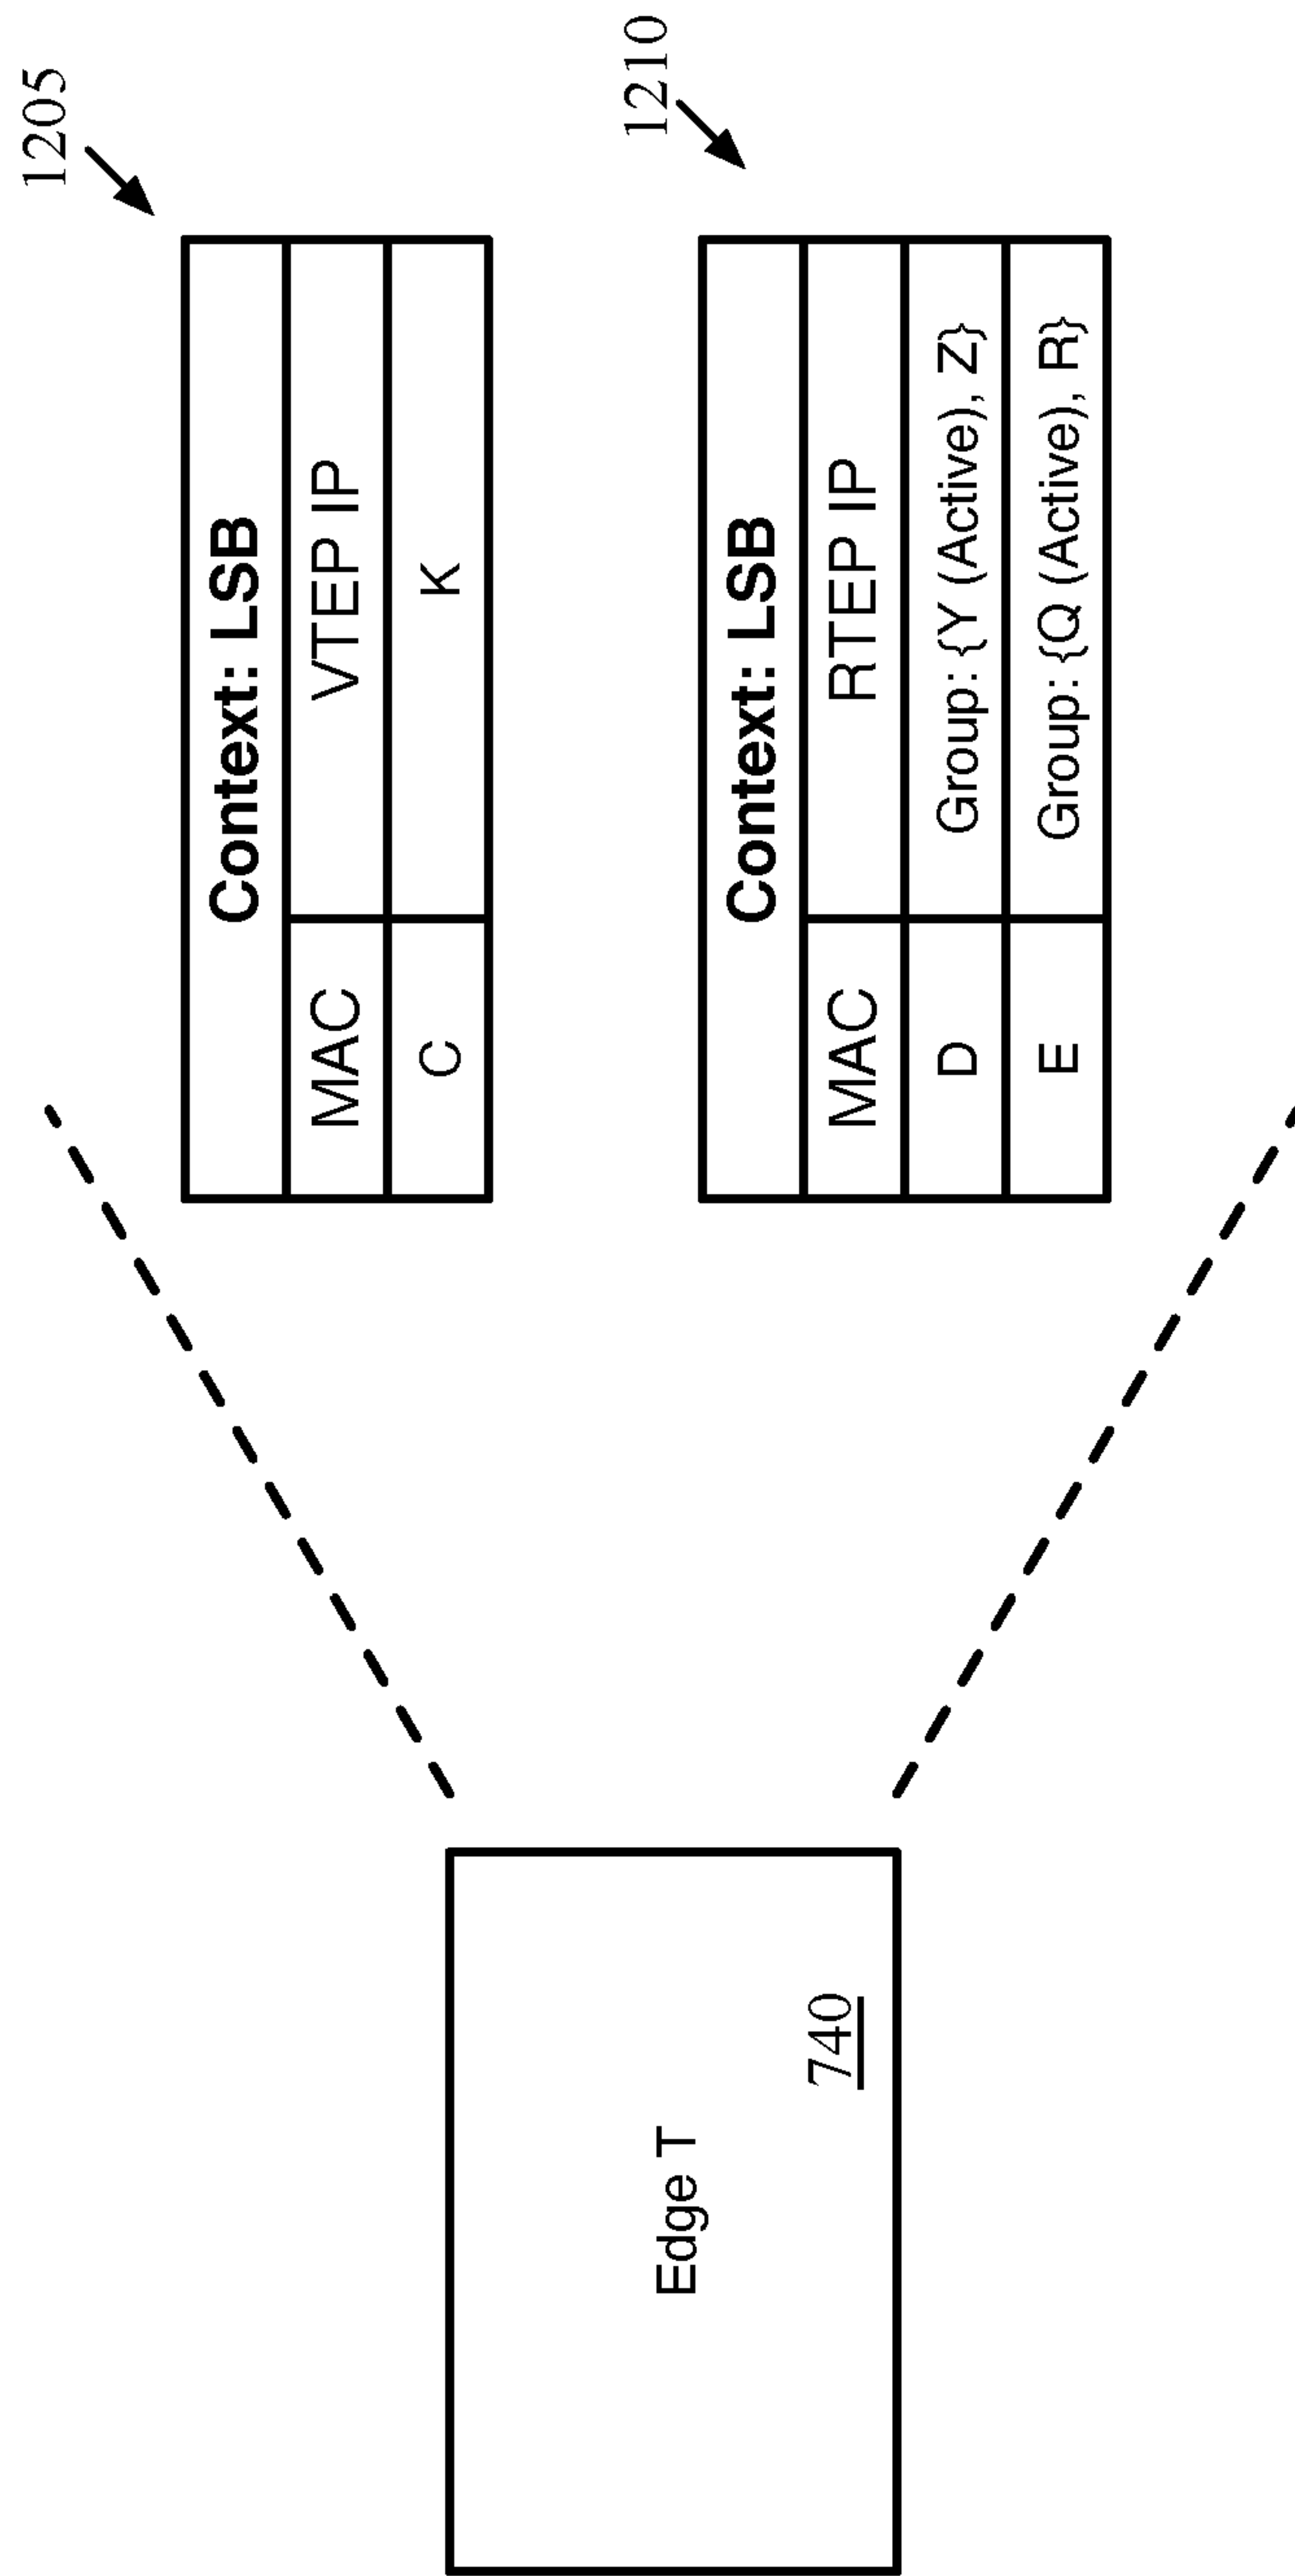 1205
Context: LSB
MAC VTEP IP
C K
1210
Context: LSB
MAC RTEP IP
D Group: {Y (Active), Z}
E Group: {Q (Active), R}
Edge T
740